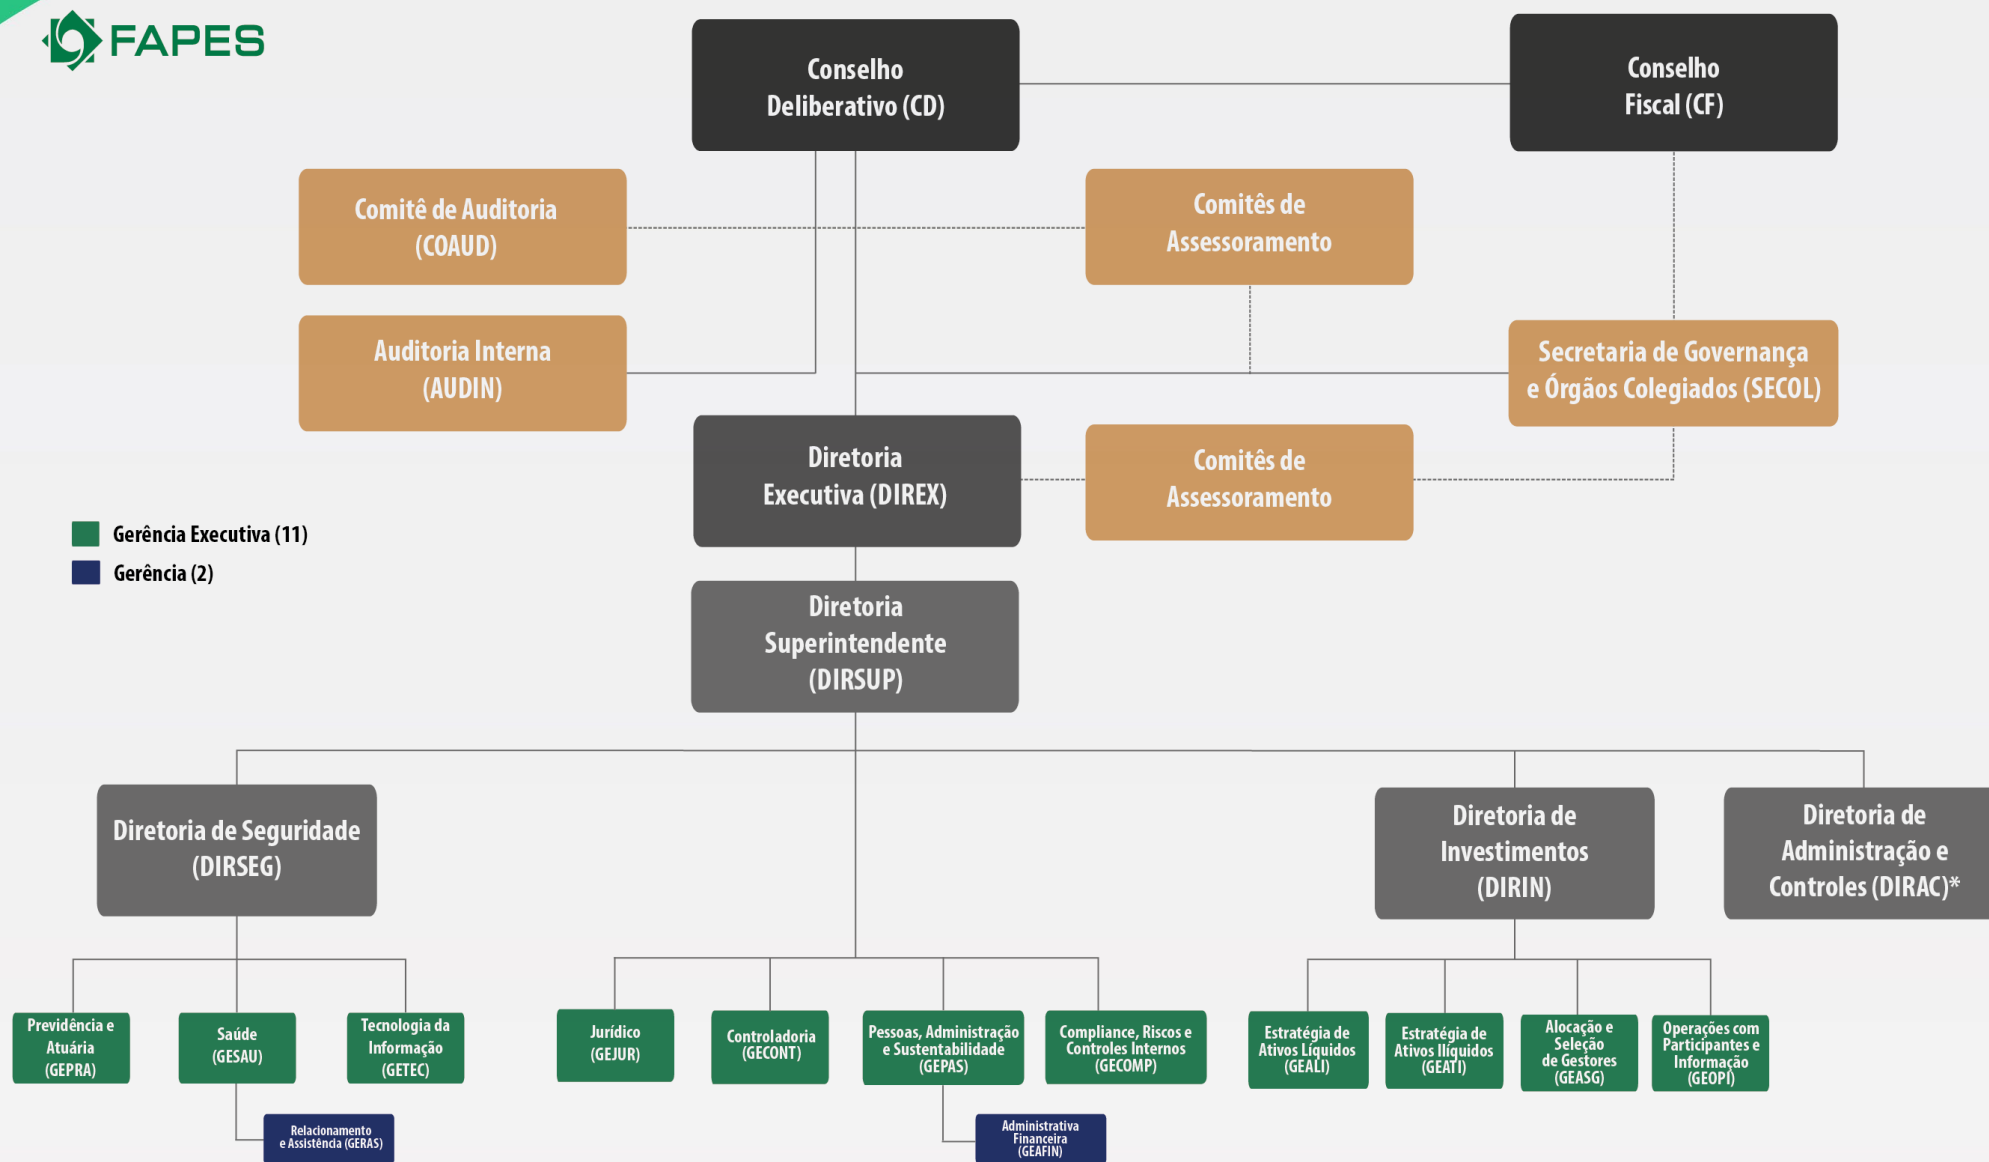 FAPES
Conselho
Deliberativo (CD)
Conselho
Fiscal (CF)
Comitê de Auditoria
(COAUD)
Comitês de
Assessoramento
Auditoria Interna
(AUDIN)
Secretaria de Governança
e Órgãos Colegiados (SECOL)
Diretoria
Executiva (DIREX)
Comitês de
Assessoramento
Gerência Executiva (11)
Gerência (2)
Diretoria
Superintendente
(DIRSUP)
Diretoria de Seguridade
(DIRSEG)
Diretoria de
Investimentos
(DIRIN)
Diretoria de
Administração e
Controles (DIRAC)*
Previdência e
Atuária
(GEPRA)
Saúde
(GESAU)
Tecnologia da
Informação
(GETEC)
Jurídico
(GEJUR)
Controladoria
(GECONT)
Pessoas, Administração
e Sustentabilidade
(GEPAS)
Compliance, Riscos e
Controles Internos
(GECOMP)
Estratégia de
Ativos Líquidos
(GEALI)
Estratégia de
Ativos Ilíquidos
(GEATI)
Alocação e
Seleção
de Gestores
(GEASG)
Operações com
Participantes e
Informação
(GEOPI)
Relacionamento
e Assistência (GERAS)
Administrativa
Financeira
(GEAFIN)